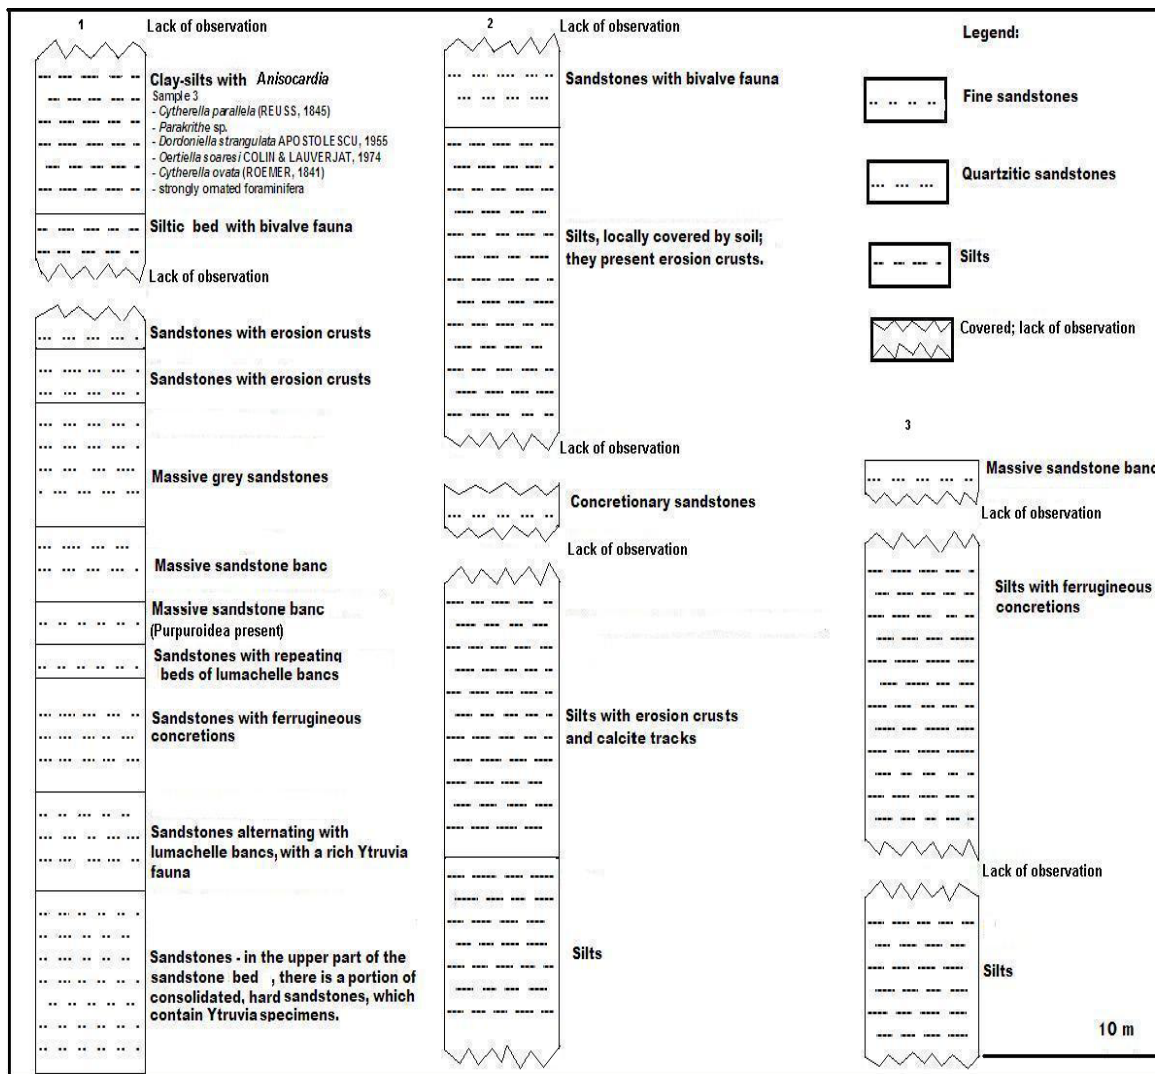 1
Lack of observation
Clay-silts with Anisocardia
Sample 3
- Cytherella parallela (REUSS, 1845)
- Parakrithe sp.
- Dordoniella strangulata APOSTOLESCU, 1955
- Oertiella soaresi COLIN & LAUVERJAT, 1974
- Cytherella ovata (ROEMER, 1841)
- strongly ornated foraminifera
Siltic bed with bivalve fauna
Lack of observation
Sandstones with erosion crusts
Sandstones with erosion crusts
Massive grey sandstones
Massive sandstone banc
Massive sandstone banc
(Purpuroidea present)
Sandstones with repeating
beds of lumachelle bancs
Sandstones with ferrugineous
concretions
Sandstones alternating with
lumachelle bancs, with a rich Ytruvia
fauna
Sandstones - in the upper part of the
sandstone bed , there is a portion of
consolidated, hard sandstones, which
contain Ytruvia specimens.
2
Lack of observation
Sandstones with bivalve fauna
Silts, locally covered by soil;
they present erosion crusts.
Lack of observation
Concretionary sandstones
Lack of observation
Silts with erosion crusts
and calcite tracks
Silts
Legend:
Fine sandstones
Quartzitic sandstones
Silts
Covered; lack of observation
3
Massive sandstone banc
Lack of observation
Silts with ferrugineous
concretions
Lack of observation
Silts
10 m